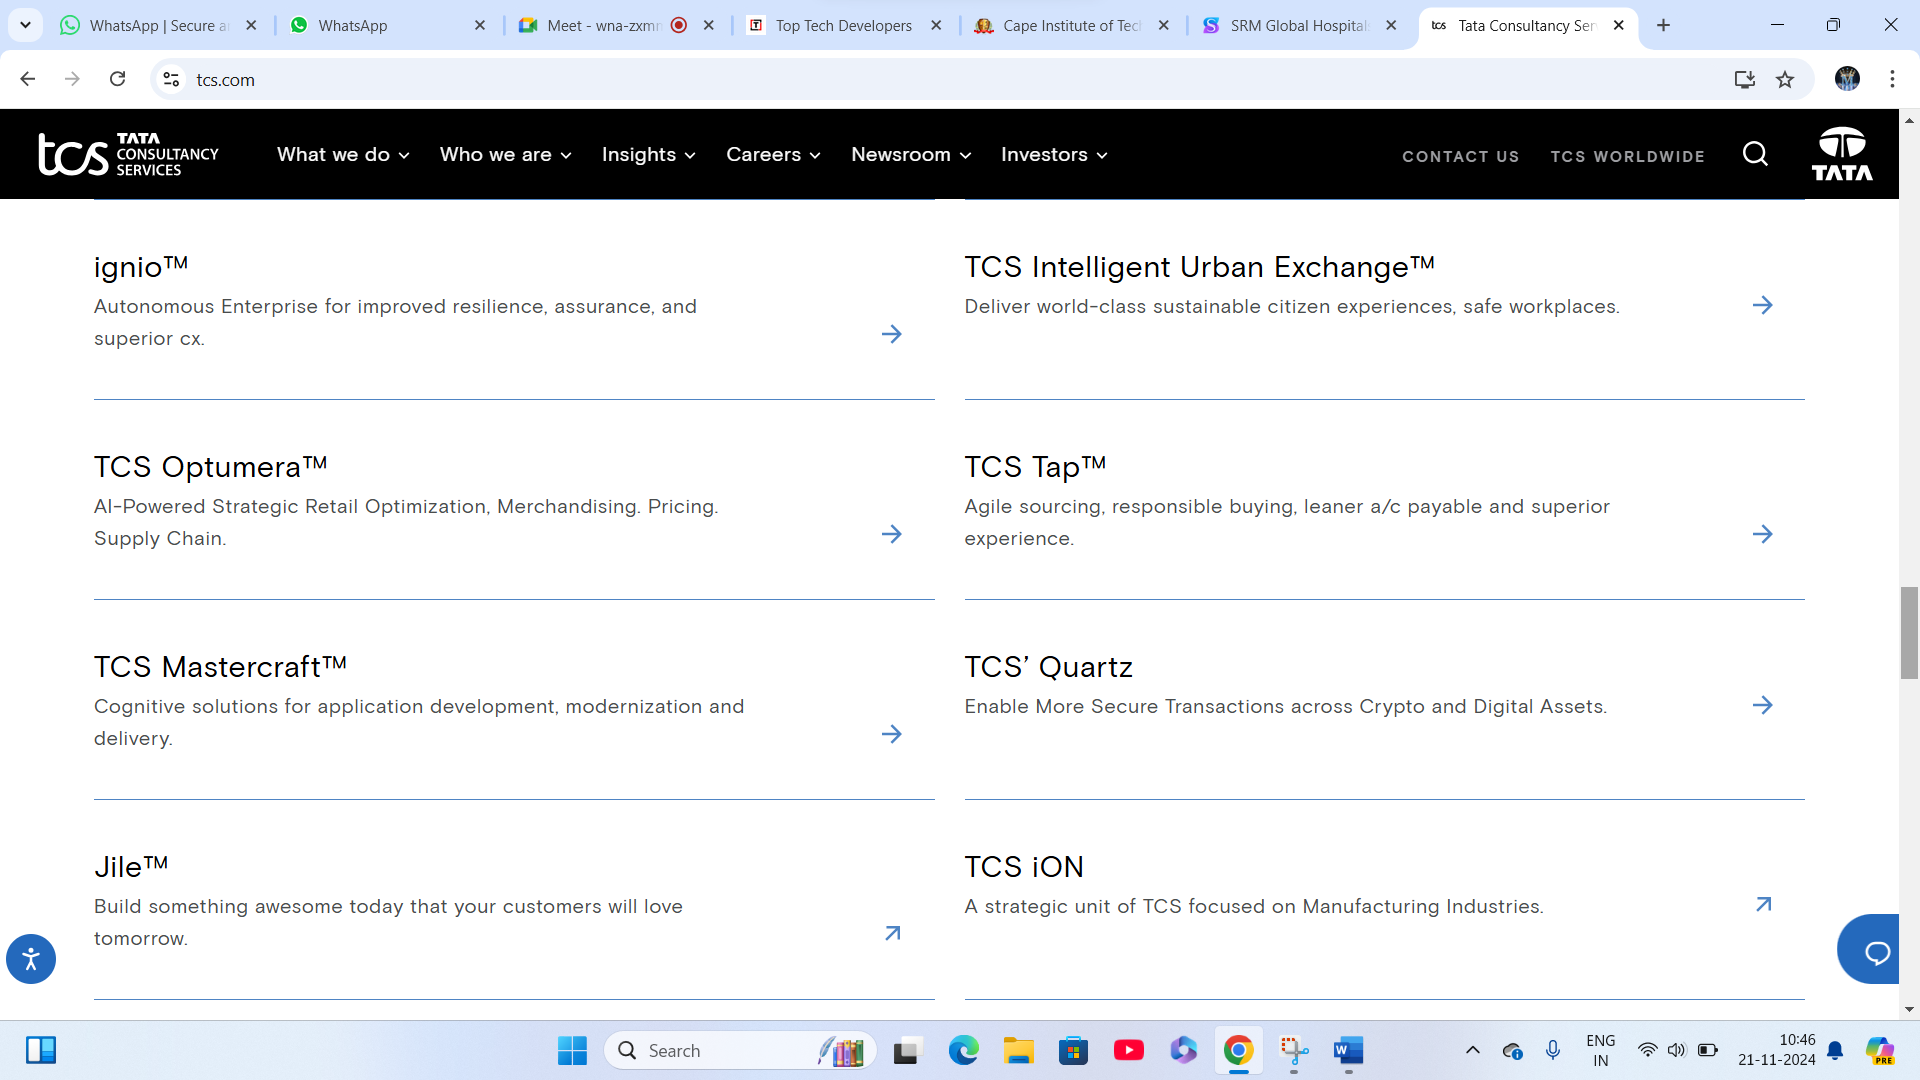 WhatsApp | Secure a
WhatsApp
Meet - wna-zxmn
Top Tech Developers
Cape Institute of Tech
SRM Global Hospitals
Tata Consultancy Ser
tcs.com
tcs TATA CONSULTANCY SERVICES
What we do
Who we are
Insights
Careers
Newsroom
Investors
CONTACT US
TCS WORLDWIDE
TATA
ignio™
Autonomous Enterprise for improved resilience, assurance, and
superior cx.
TCS Intelligent Urban Exchange™
Deliver world-class sustainable citizen experiences, safe workplaces.
TCS Optumera™
AI-Powered Strategic Retail Optimization, Merchandising. Pricing.
Supply Chain.
TCS Tap™
Agile sourcing, responsible buying, leaner a/c payable and superior
experience.
TCS Mastercraft™
Cognitive solutions for application development, modernization and
delivery.
TCS’ Quartz
Enable More Secure Transactions across Crypto and Digital Assets.
Jile™
Build something awesome today that your customers will love
tomorrow.
TCS iON
A strategic unit of TCS focused on Manufacturing Industries.
Search
ENG
IN
10:46
21-11-2024
PRE